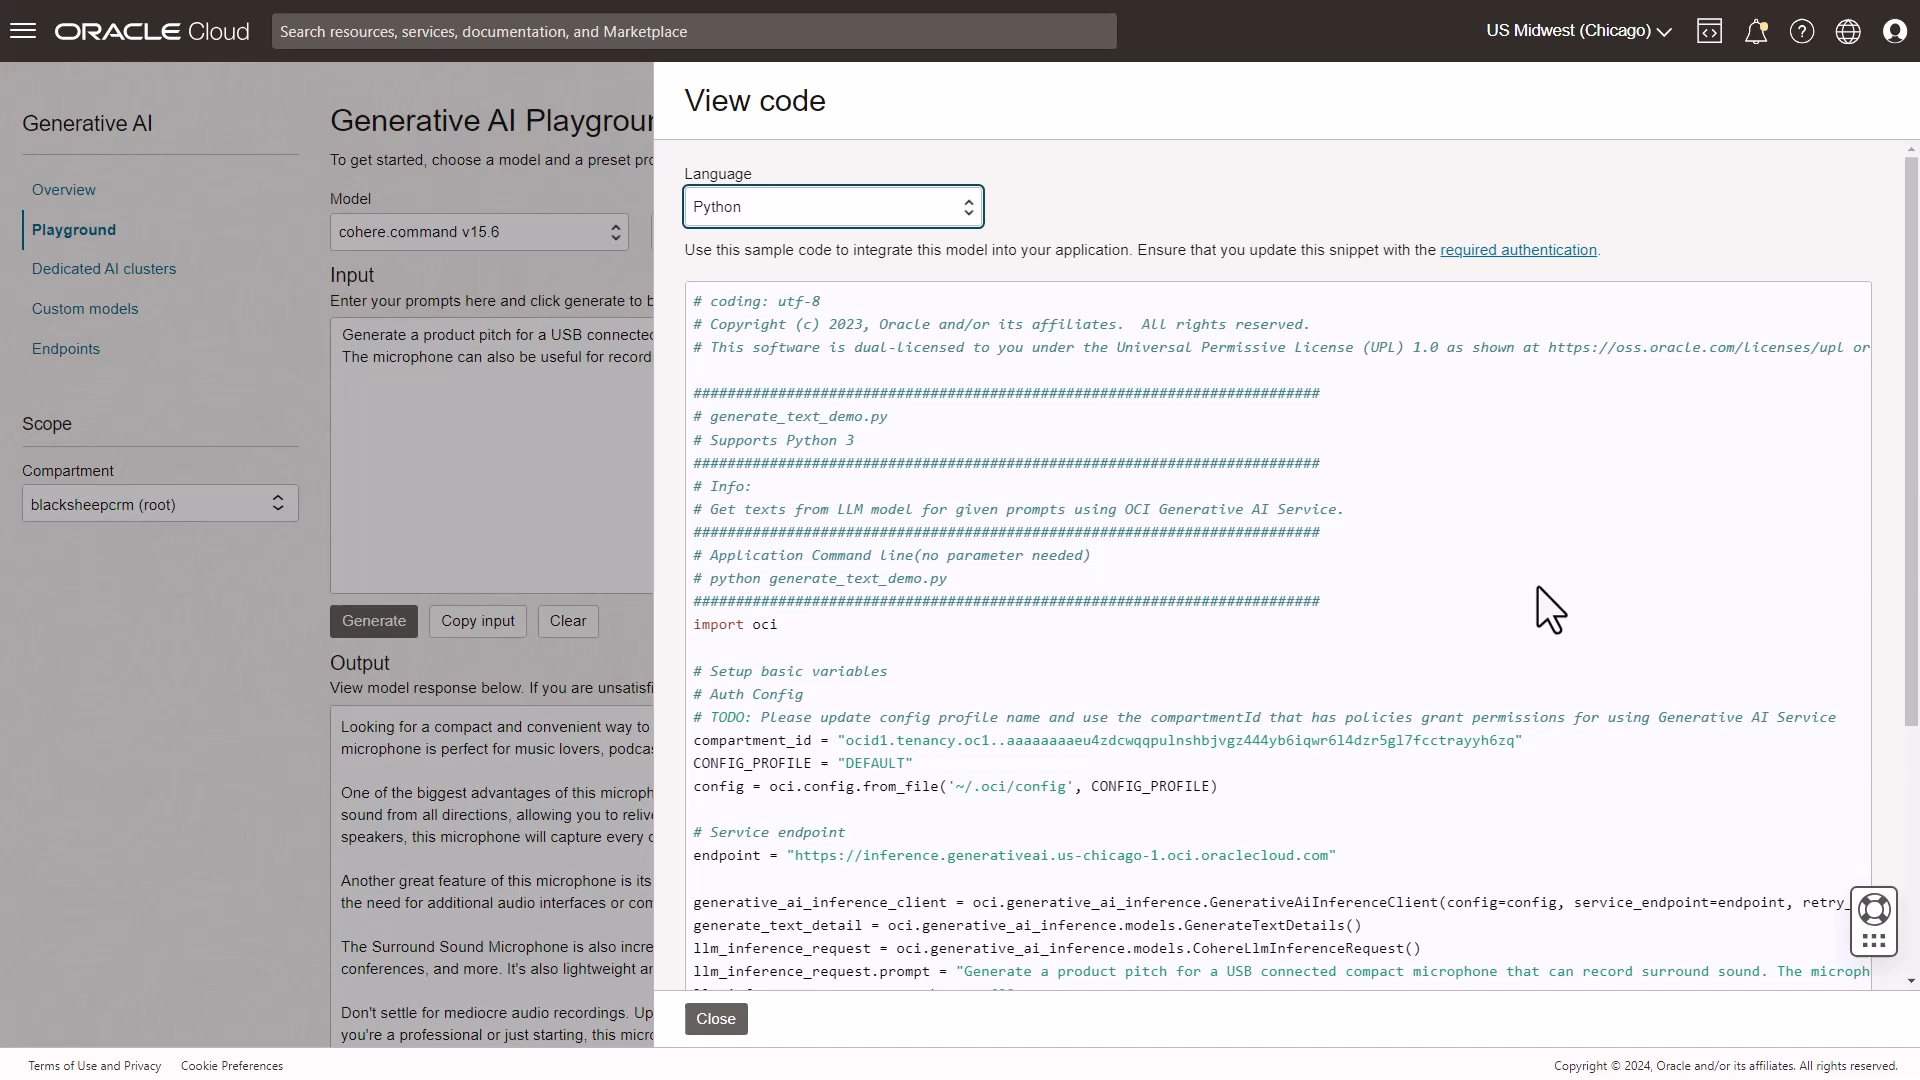 ORACLE Cloud
Search resources, services, documentation, and Marketplace
US Midwest (Chicago)
Generative AI
Overview
Playground
Dedicated AI clusters
Custom models
Endpoints
Scope
Compartment
blacksheepcrm (root)
Generative AI Playgroun
To get started, choose a model and a preset pro
Model
cohere.command v15.6
Input
Enter your prompts here and click generate to b
Generate a product pitch for a USB connected
The microphone can also be useful for record
Generate
Copy input
Clear
Output
View model response below. If you are unsatisfi
Looking for a compact and convenient way to
microphone is perfect for music lovers, podca
One of the biggest advantages of this microph
sound from all directions, allowing you to reliv
speakers, this microphone will capture every
Another great feature of this microphone is its
the need for additional audio interfaces or com
The Surround Sound Microphone is also incre
conferences, and more. It's also lightweight an
Don't settle for mediocre audio recordings. Up
you're a professional or just starting, this micro
View code
Language
Python
Use this sample code to integrate this model into your application. Ensure that you update this snippet with the required authentication.
# coding: utf-8
# Copyright (c) 2023, Oracle and/or its affiliates.  All rights reserved.
# This software is dual-licensed to you under the Universal Permissive License (UPL) 1.0 as shown at https://oss.oracle.com/licenses/upl or
##########################################################################
# generate_text_demo.py
# Supports Python 3
##########################################################################
# Info:
# Get texts from LLM model for given prompts using OCI Generative AI Service.
##########################################################################
# Application Command line(no parameter needed)
# python generate_text_demo.py
##########################################################################
import oci
# Setup basic variables
# Auth Config
# TODO: Please update config profile name and use the compartmentId that has policies grant permissions for using Generative AI Service
compartment_id = "ocid1.tenancy.oc1..aaaaaaaaeu4zdcwqqpulnshbjvgz444yb6iqwr6l4dzr5gl7fcctrayyh6zq"
CONFIG_PROFILE = "DEFAULT"
config = oci.config.from_file('~/.oci/config', CONFIG_PROFILE)
# Service endpoint
endpoint = "https://inference.generativeai.us-chicago-1.oci.oraclecloud.com"
generative_ai_inference_client = oci.generative_ai_inference.GenerativeAiInferenceClient(config=config, service_endpoint=endpoint, retry_
generate_text_detail = oci.generative_ai_inference.models.GenerateTextDetails()
llm_inference_request = oci.generative_ai_inference.models.CohereLlmInferenceRequest()
llm_inference_request.prompt = "Generate a product pitch for a USB connected compact microphone that can record surround sound. The microph
Close
Terms of Use and Privacy
Cookie Preferences
Copyright © 2024, Oracle and/or its affiliates. All rights reserved.